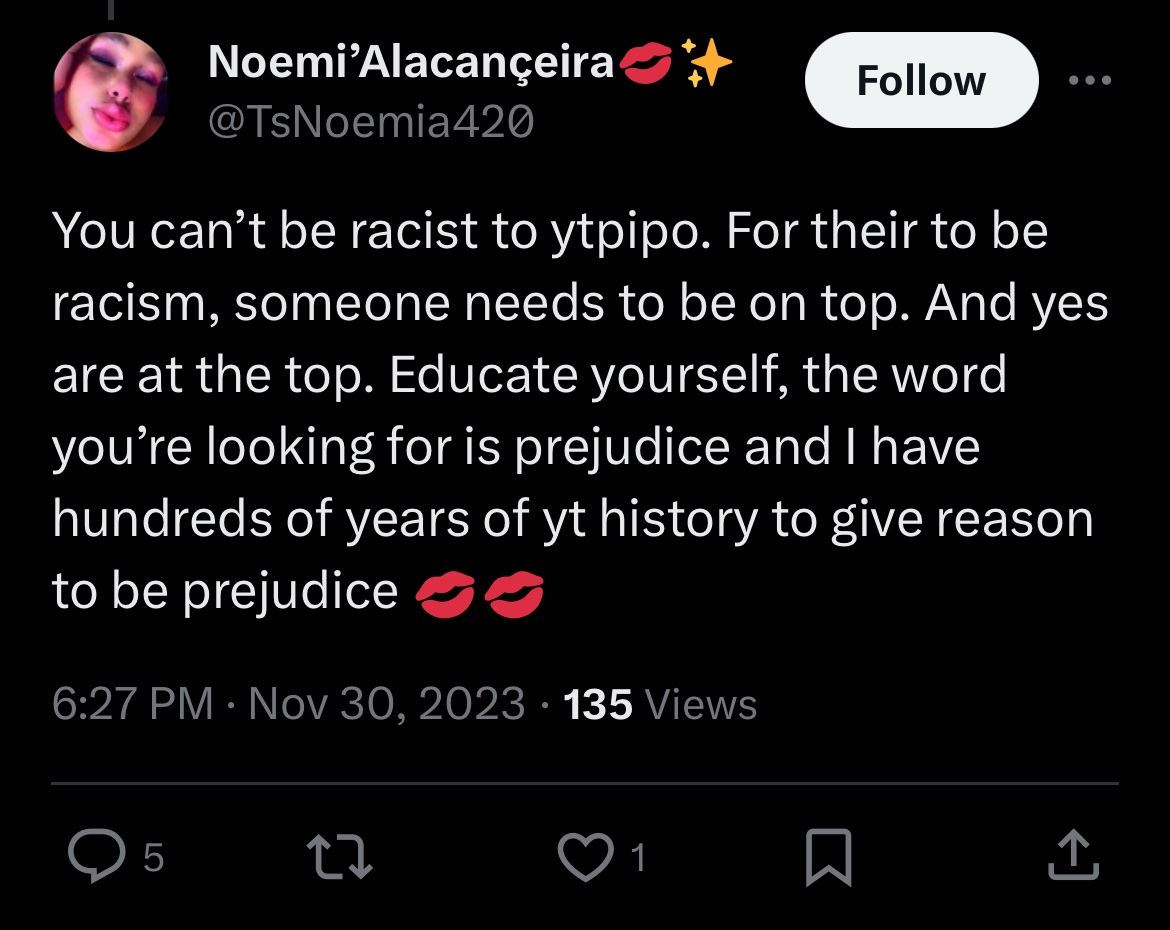 Noemi’Alacançeira💋✨
@TsNoemia420
Follow
You can’t be racist to ytpipo. For their to be
racism, someone needs to be on top. And yes
are at the top. Educate yourself, the word
you’re looking for is prejudice and I have
hundreds of years of yt history to give reason
to be prejudice 💋💋
6:27 PM · Nov 30, 2023 · 135 Views
5
1